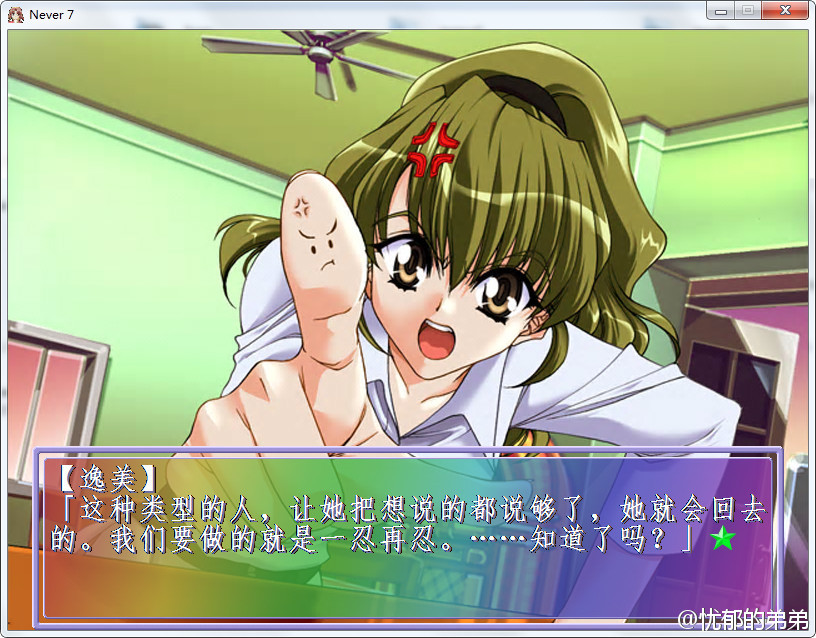 Never 7
【逸美】
「这种类型的人，让她把想说的都说够了，她就会回去
的。我们要做的就是一忍再忍。……知道了吗？」
@忧郁的弟弟